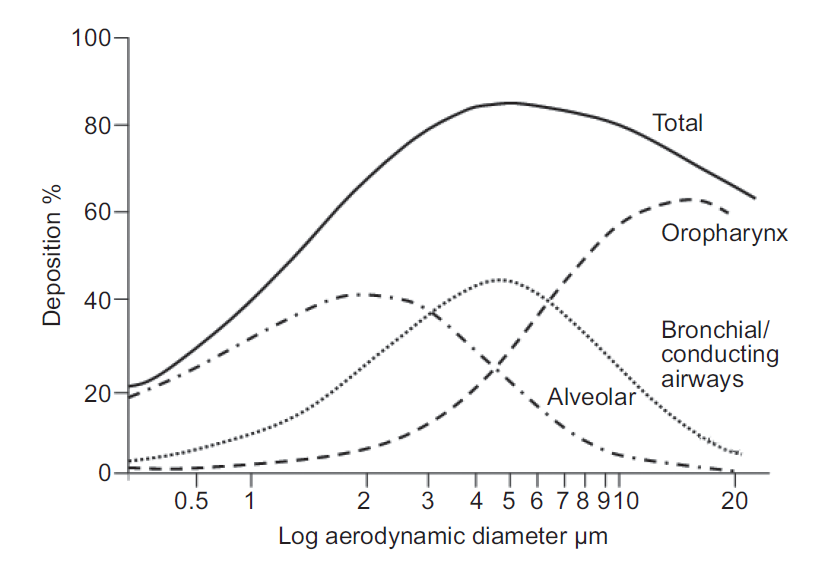 100
80
60
40
20
0
Deposition %
Total
Oropharynx
Bronchial/
conducting
airways
Alveolar
0.5 1 2 3 4 5 6 7 8 9 10 20
Log aerodynamic diameter µm